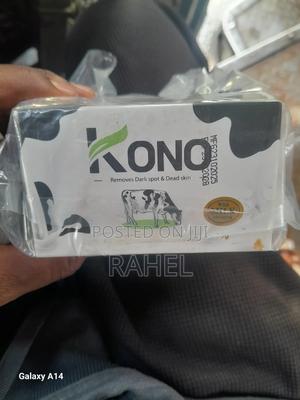 KONO
Removes Dark spot & Dead skin
POSTED ON JIJI
RAHEL
Galaxy A14